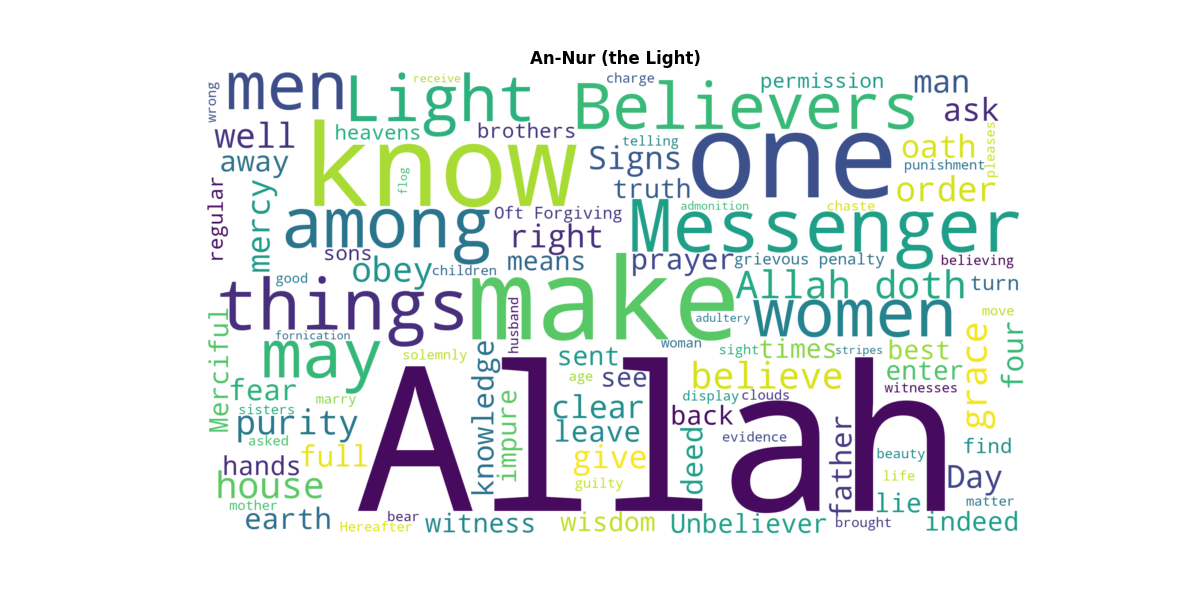 An-Nur (the Light)
wrong
men
Light
receive
charge
Believers
permission
man
ask
well
heavens
brothers
know
telling
Signs
one
oath
pleases
away
flog
truth
punishment
order
regular
mercy
among
Oft Forgiving
right
admonition
Messenger
chaste
sons
obey
children
means
prayer
grievous penalty
believing
good
things
make
Allah doth
turn
women
Merciful
fornication
may
husband
adultery
woman
move
solemnly
sent
sight
times
stripes
best
grace
four
fear
knowledge
age
see
believe
enter
witnesses
marry
sisters
purity
impure
clear
display
clouds
back
asked
leave
deed
evidence
father
find
hands
full
give
beauty
Day
house
guilty
life
Allah
mother
earth
bear
Hereafter
witness
wisdom
Unbeliever
brought
lie
matter
indeed